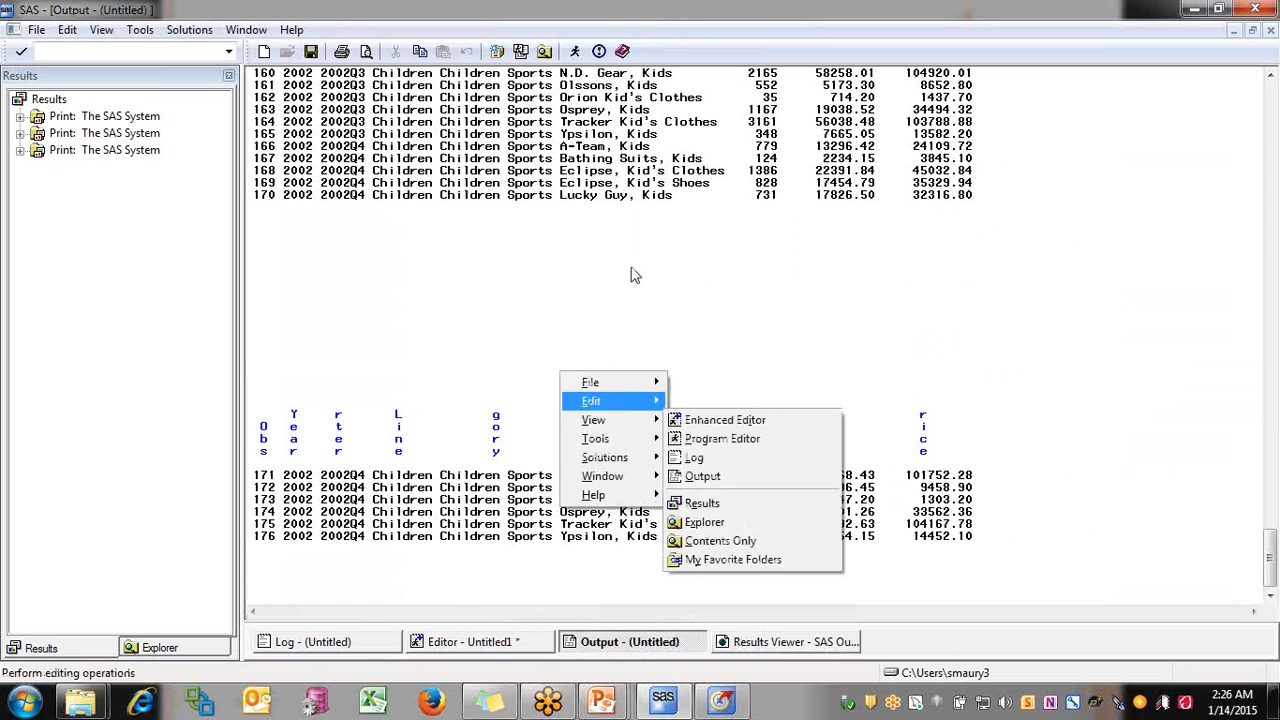 SAS - [Output - (Untitled) ]
File Edit View Tools Solutions Window Help
Results
Results
Print: The SAS System
Print: The SAS System
Print: The SAS System
160 2002 2002Q3 Children Children Sports N.D. Gear, Kids 2165 58258.01 104920.01
161 2002 2002Q3 Children Children Sports Olssons, Kids 552 5173.30 8652.80
162 2002 2002Q3 Children Children Sports Orion Kid's Clothes 35 714.20 1437.70
163 2002 2002Q3 Children Children Sports Osprey, Kids 1167 19038.52 34494.32
164 2002 2002Q3 Children Children Sports Tracker Kid's Clothes 3161 56038.48 103788.88
165 2002 2002Q3 Children Children Sports Ypsilon, Kids 348 7665.05 13582.20
166 2002 2002Q4 Children Children Sports A-Team, Kids 779 13296.42 24109.72
167 2002 2002Q4 Children Children Sports Bathing Suits, Kids 124 2234.15 3845.10
168 2002 2002Q4 Children Children Sports Eclipse, Kid's Clothes 1386 22391.84 45032.84
169 2002 2002Q4 Children Children Sports Eclipse, Kid's Shoes 828 17454.79 35329.94
170 2002 2002Q4 Children Children Sports Lucky Guy, Kids 731 17826.50 32316.80
Y r L g r
O e t i o i
b a e n r c
s r r e y e
171 2002 2002Q4 Children Children Sports 8.43 101752.28
172 2002 2002Q4 Children Children Sports 6.45 9458.90
173 2002 2002Q4 Children Children Sports 7.20 1303.20
174 2002 2002Q4 Children Children Sports Osprey, Kids 1.26 33562.36
175 2002 2002Q4 Children Children Sports Tracker Kid's 2.63 104167.78
176 2002 2002Q4 Children Children Sports Ypsilon, Kids 4.15 14452.10
File
Edit
View
Tools
Solutions
Window
Help
Enhanced Editor
Program Editor
Log
Output
Results
Explorer
Contents Only
My Favorite Folders
Results Explorer
Log - (Untitled) Editor - Untitled1 * Output - (Untitled) Results Viewer - SAS Ou...
Perform editing operations C:\Users\smaury3
sas
2:26 AM
1/14/2015